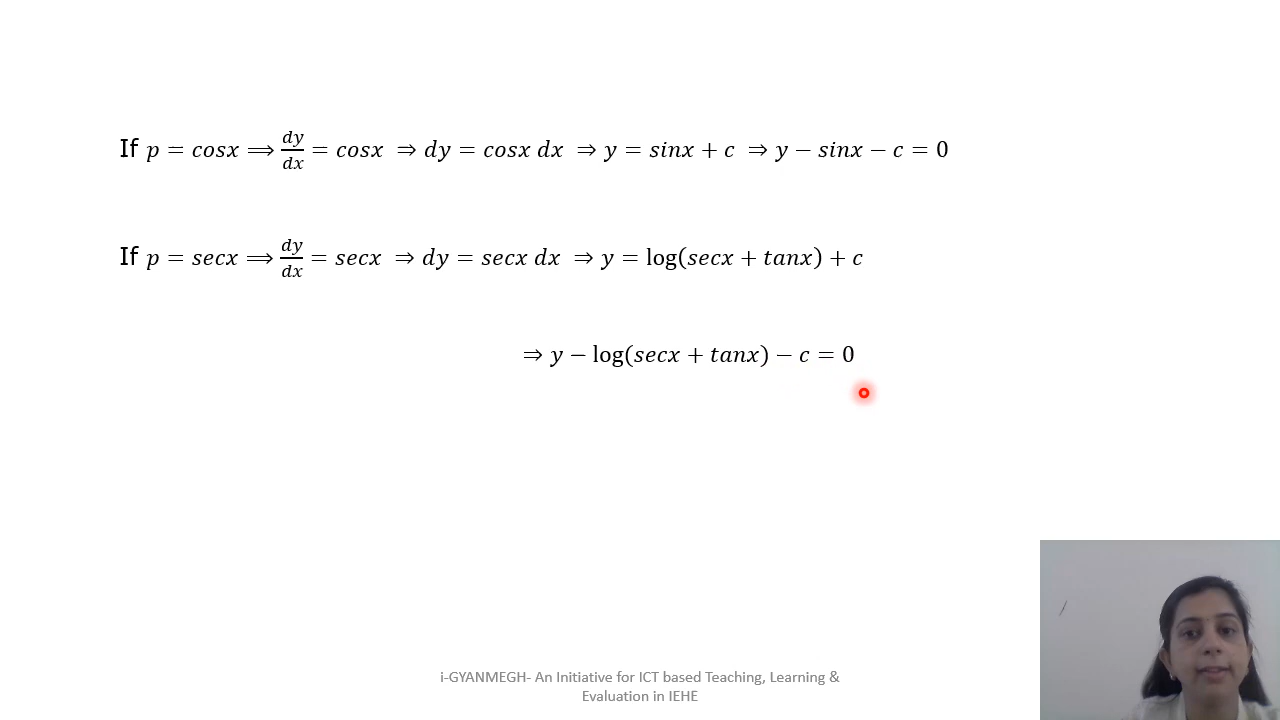 If p = cosx ⟹ dy/dx = cosx ⇒ dy = cosx dx ⇒ y = sinx + c ⇒ y − sinx − c = 0
If p = secx ⟹ dy/dx = secx ⇒ dy = secx dx ⇒ y = log(secx + tanx) + c
⇒ y − log(secx + tanx) − c = 0
i-GYANMEGH- An Initiative for ICT based Teaching, Learning &
Evaluation in IEHE